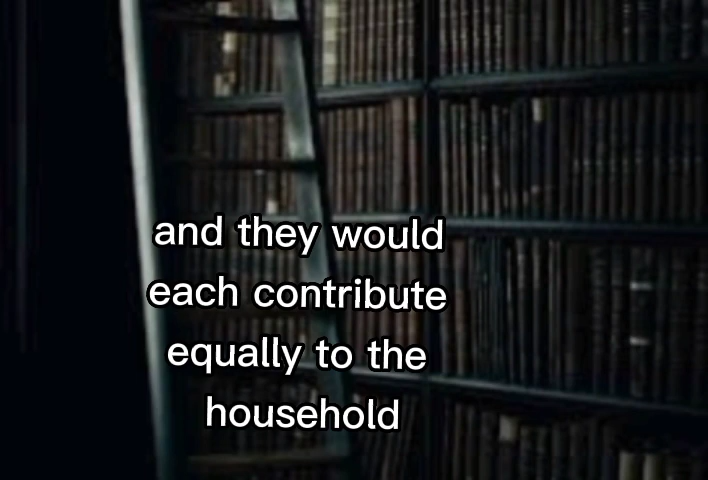 and they would
each contribute
equally to the
household